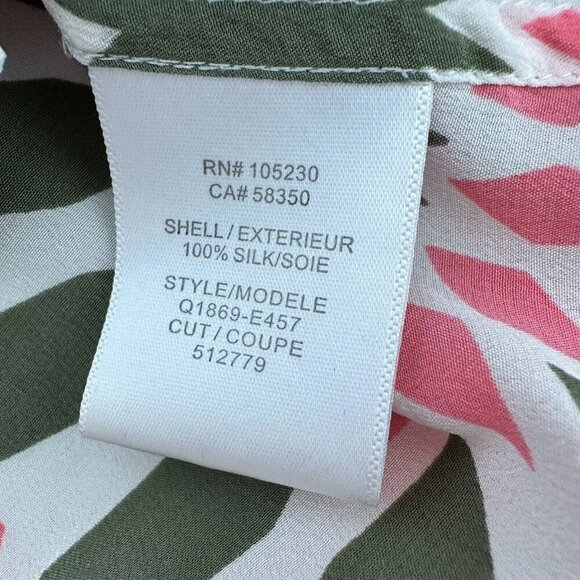 RN# 105230
CA# 58350
SHELL / EXTERIEUR
100% SILK/SOIE
STYLE/MODELE
Q1869-E457
CUT / COUPE
512779